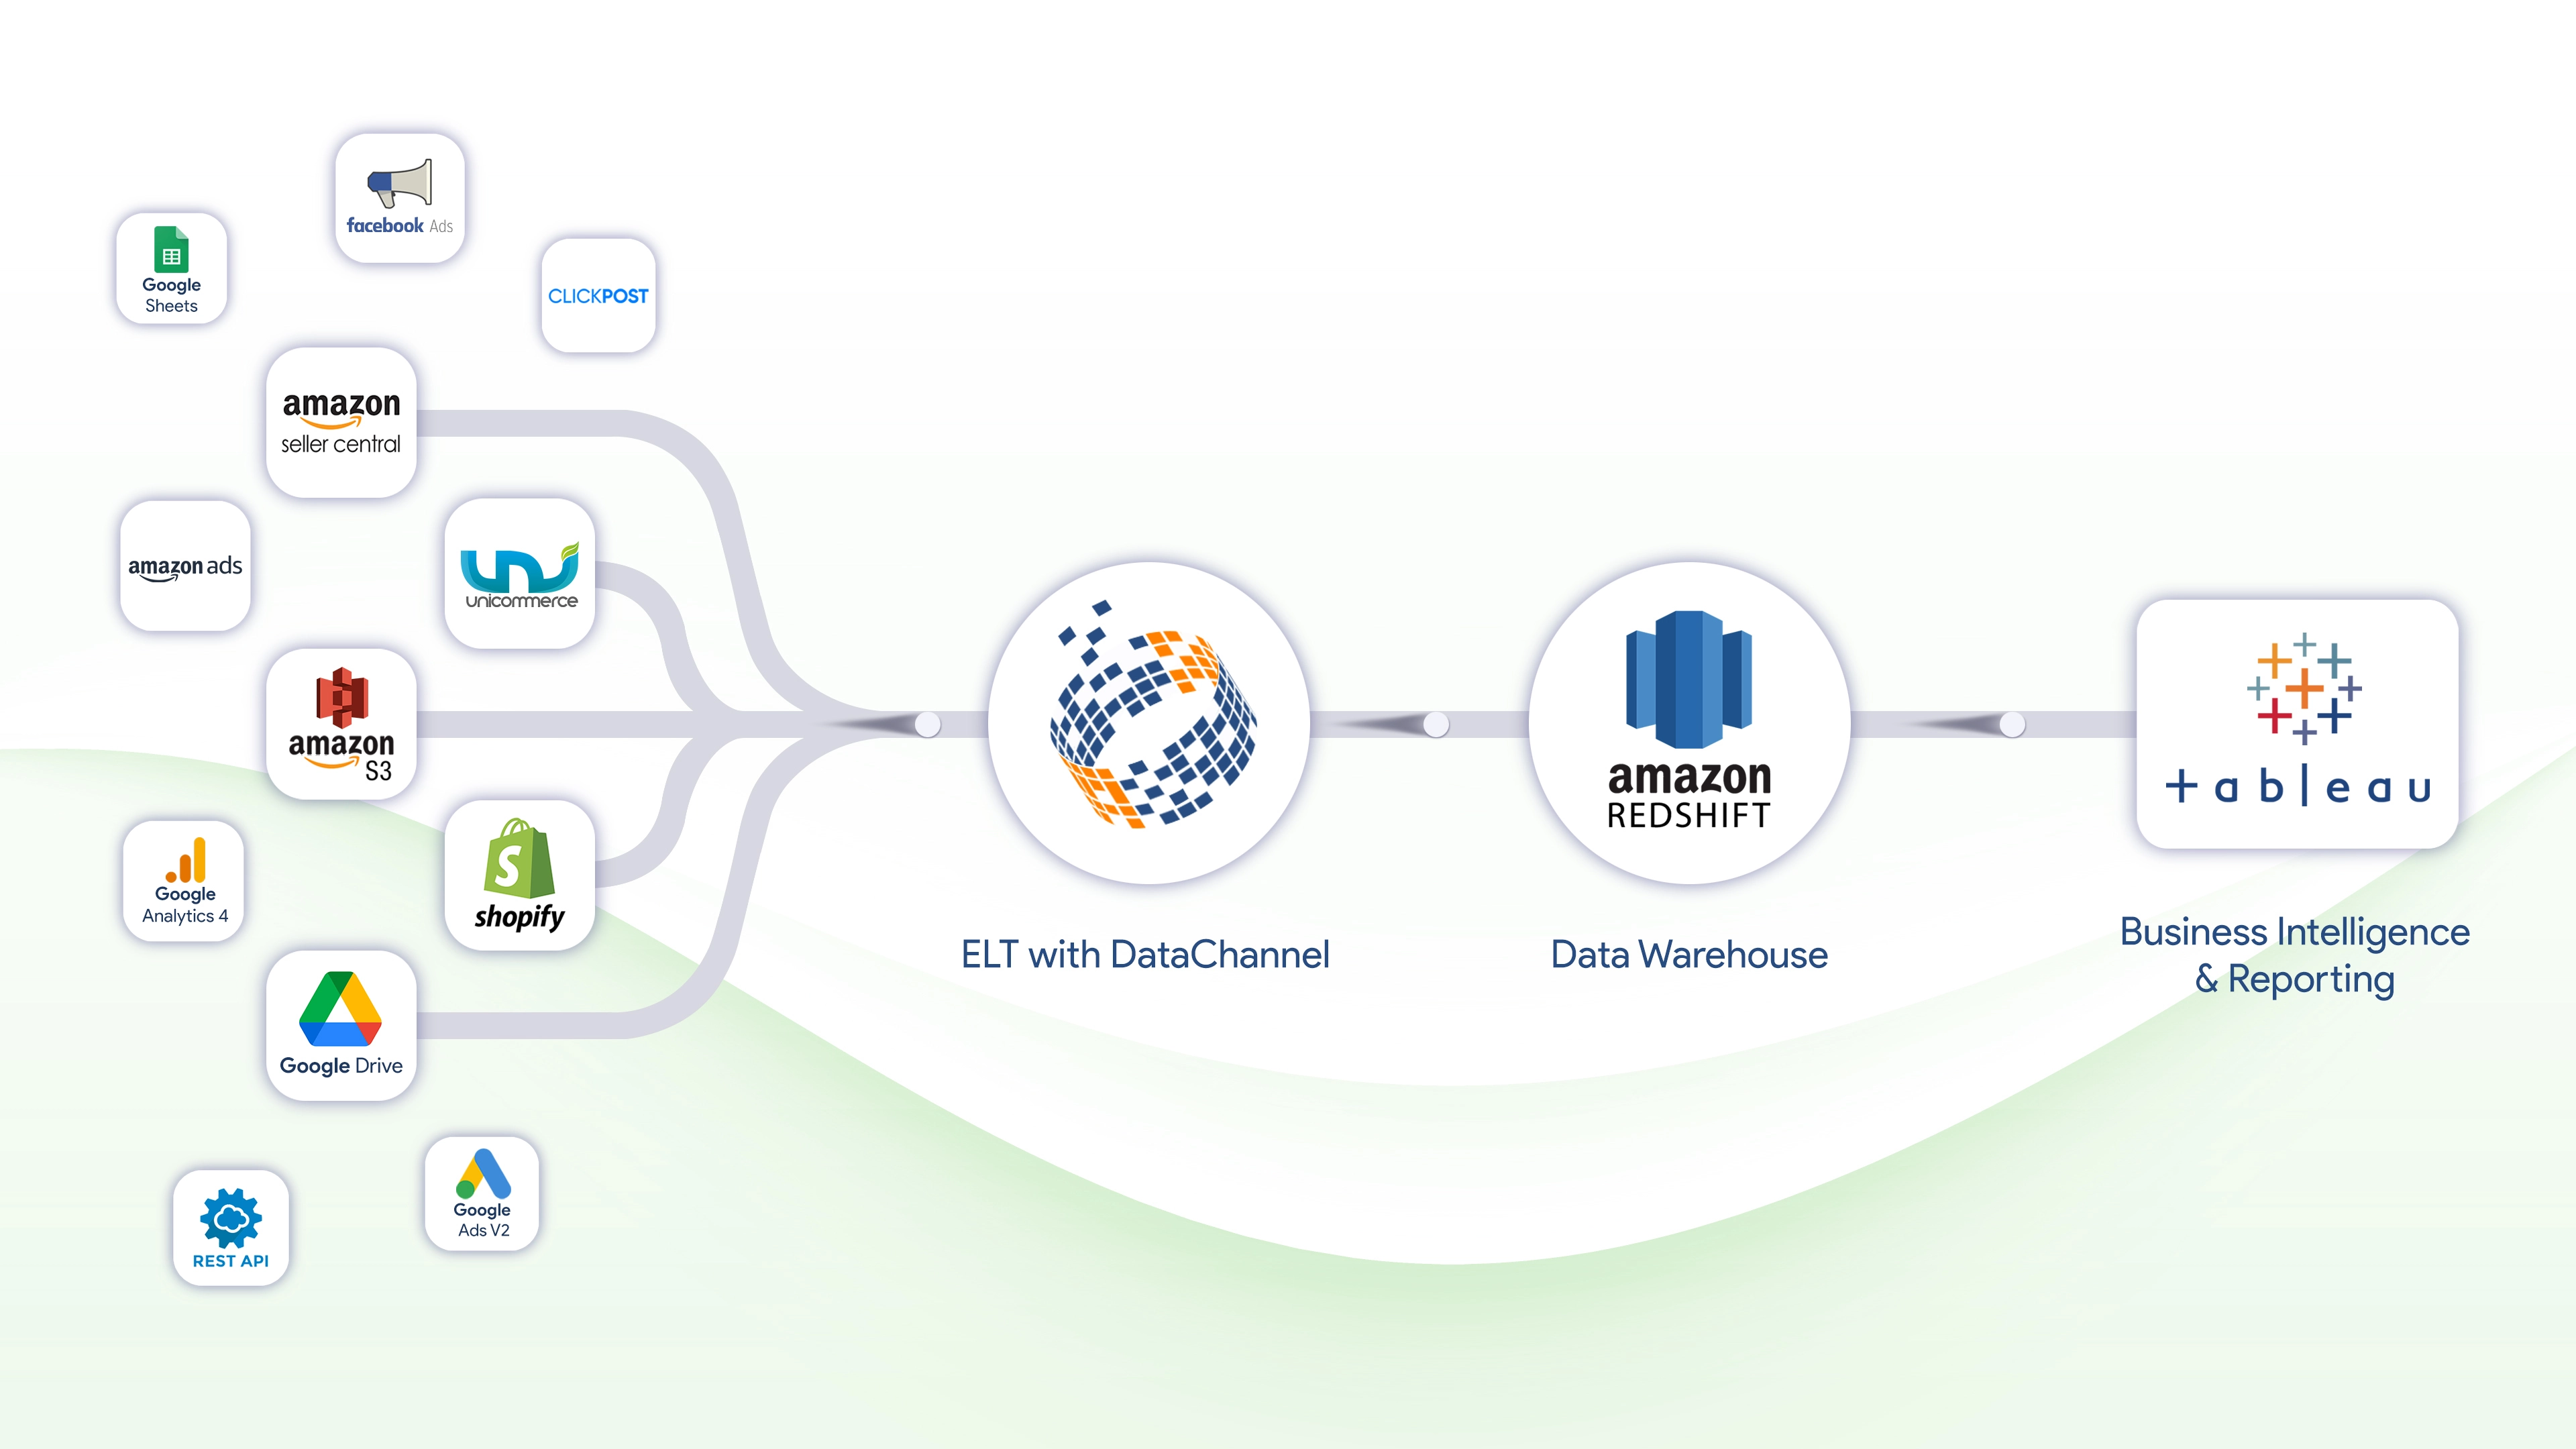 facebook Ads
Google
Sheets
CLICKPOST
amazon
seller central
amazon ads
unicommerce
amazon
S3
shopify
Google
Analytics 4
Google Drive
Google
Ads V2
REST API
ELT with DataChannel
amazon
REDSHIFT
Data Warehouse
+ableau
Business Intelligence
& Reporting